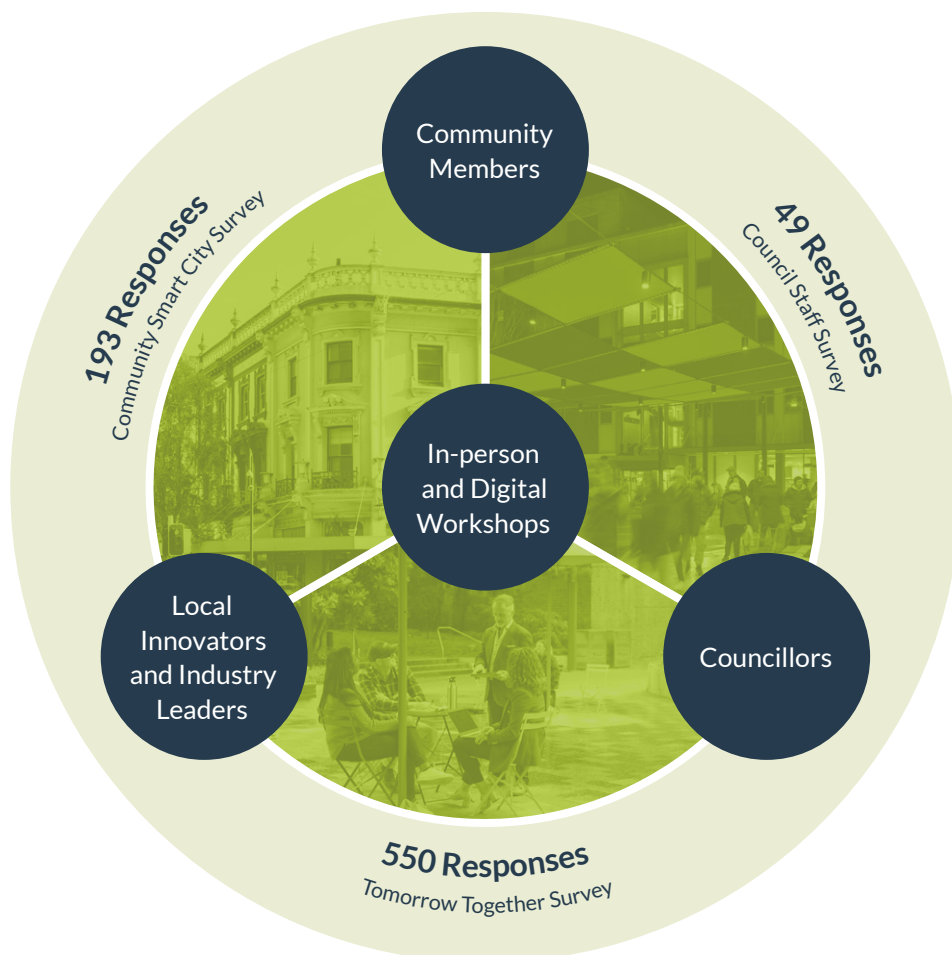 Community
Members
193 Responses
Community Smart City Survey
49 Responses
Council Staff Survey
In-person
and Digital
Workshops
Local
Innovators
and Industry
Leaders
Councillors
550 Responses
Tomorrow Together Survey